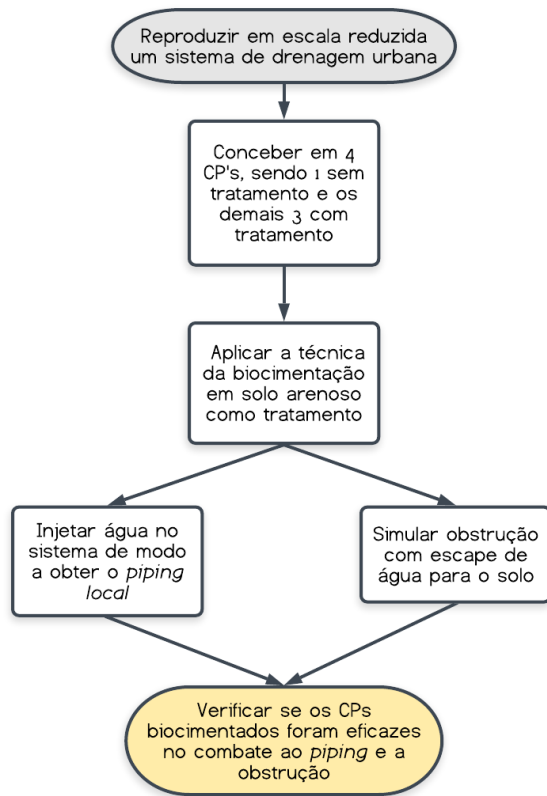 Reproduzir em escala reduzida
um sistema de drenagem urbana
Conceber em 4
CP's, sendo 1 sem
tratamento e os
demais 3 com
tratamento
Aplicar a técnica
da biocimentação
em solo arenoso
como tratamento
Injetar água no
sistema de modo
a obter o piping
local
Simular obstrução
com escape de
água para o solo
Verificar se os CPs
biocimentados foram eficazes
no combate ao piping e a
obstrução